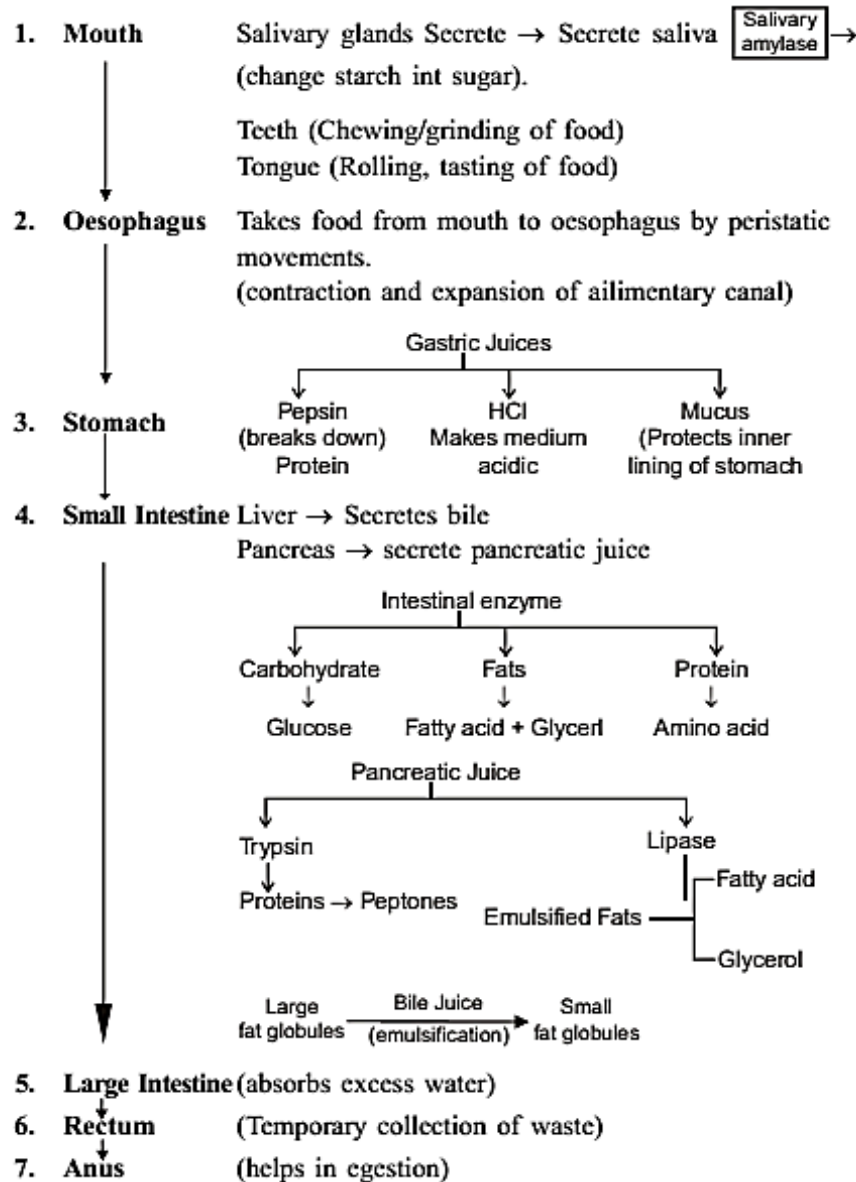 1. Mouth Salivary glands Secrete → Secrete saliva Salivary amylase →
(change starch int sugar).
Teeth (Chewing/grinding of food)
Tongue (Rolling, tasting of food)
2. Oesophagus Takes food from mouth to oesophagus by peristatic
movements.
(contraction and expansion of ailimentary canal)
Gastric Juices
3. Stomach
Pepsin
(breaks down)
Protein
HCl
Makes medium
acidic
Mucus
(Protects inner
lining of stomach
4. Small Intestine Liver → Secretes bile
Pancreas → secrete pancreatic juice
Intestinal enzyme
Carbohydrate Fats Protein
↓ ↓ ↓
Glucose Fatty acid + Glycerl Amino acid
Pancreatic Juice
Trypsin Lipase
Proteins → Peptones
Emulsified Fats
Fatty acid
Glycerol
Large
fat globules
Bile Juice
(emulsification)
Small
fat globules
5. Large Intestine (absorbs excess water)
6. Rectum (Temporary collection of waste)
7. Anus (helps in egestion)